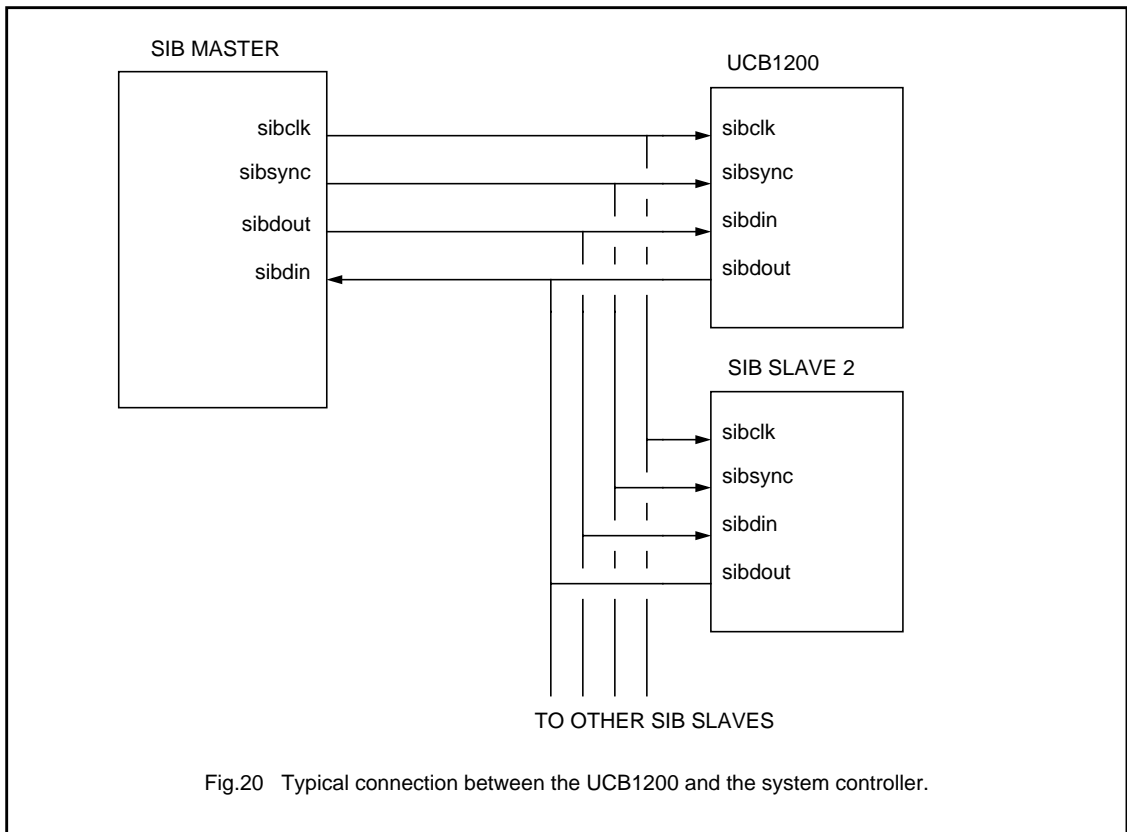 SIB MASTER
sibclk
sibsync
sibdout
sibdin
UCB1200
sibclk
sibsync
sibdin
sibdout
SIB SLAVE 2
sibclk
sibsync
sibdin
sibdout
TO OTHER SIB SLAVES
Fig.20 Typical connection between the UCB1200 and the system controller.